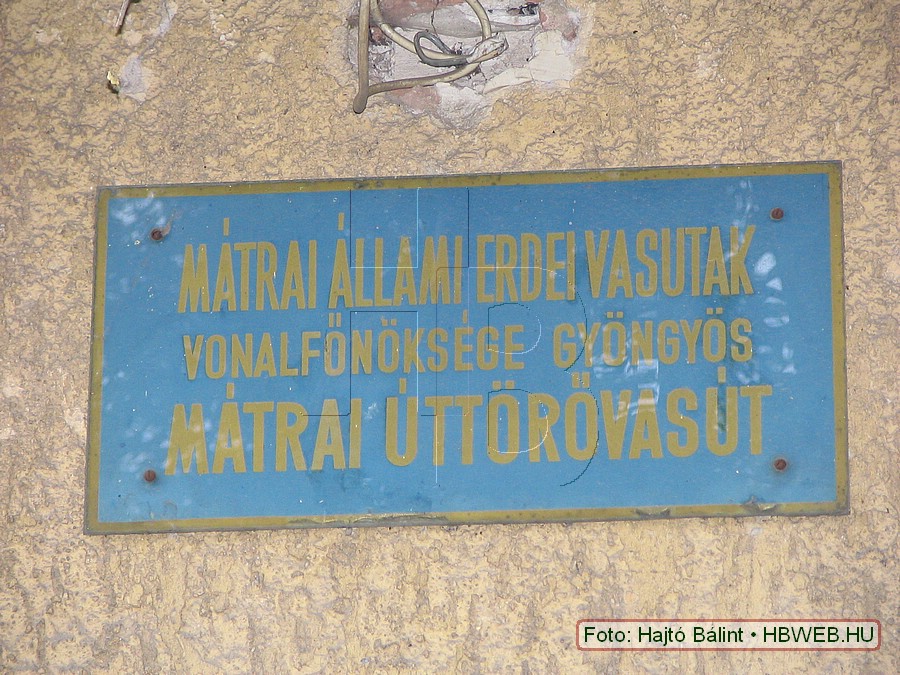 MÁTRAI ÁLLAMI ERDEI VASUTAK
VONALFŐNÖKSÉGE GYÖNGYÖS
MÁTRAI ÚTTÖRŐVASÚT
Foto: Hajtó Bálint • HBWEB.HU